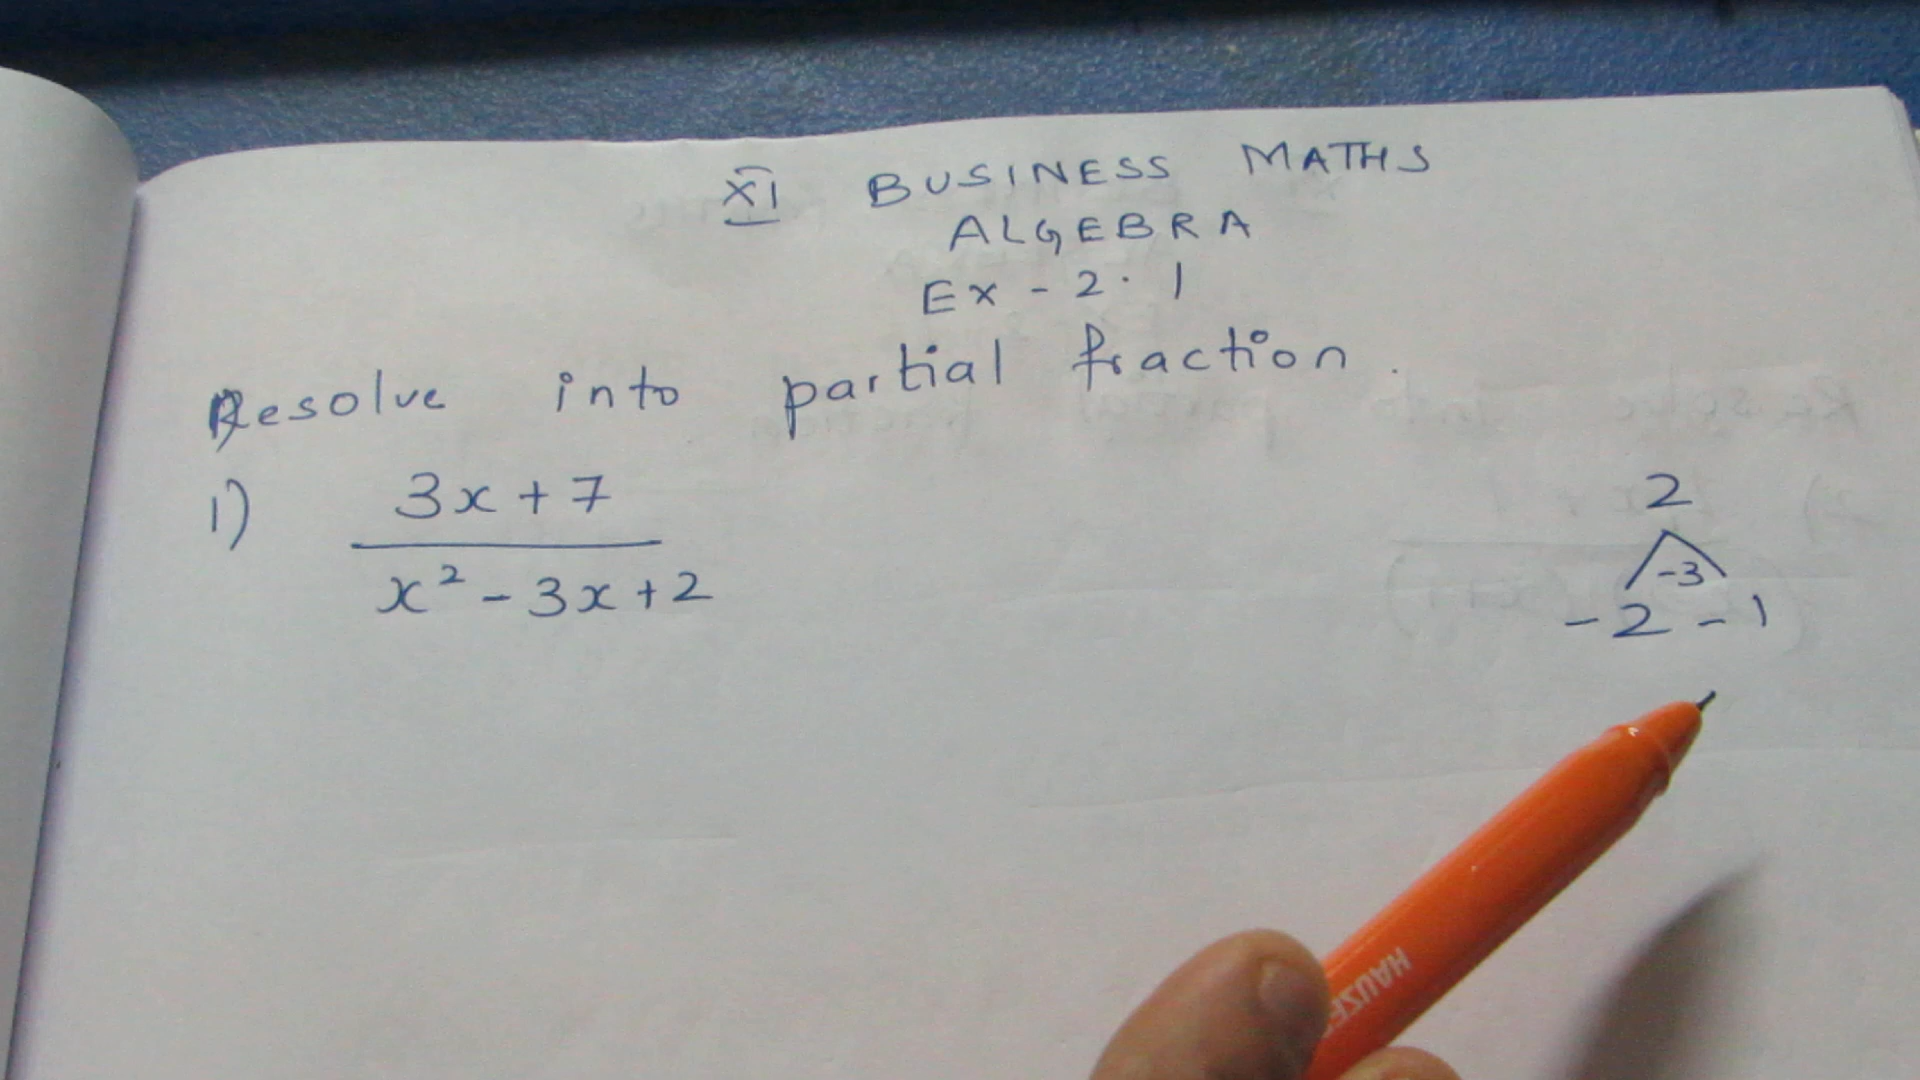 XI BUSINESS MATHS
ALGEBRA
Ex - 2.1
Resolve into partial fraction.
1) 3x+7
x² - 3x+2
2
-3
-2 -1